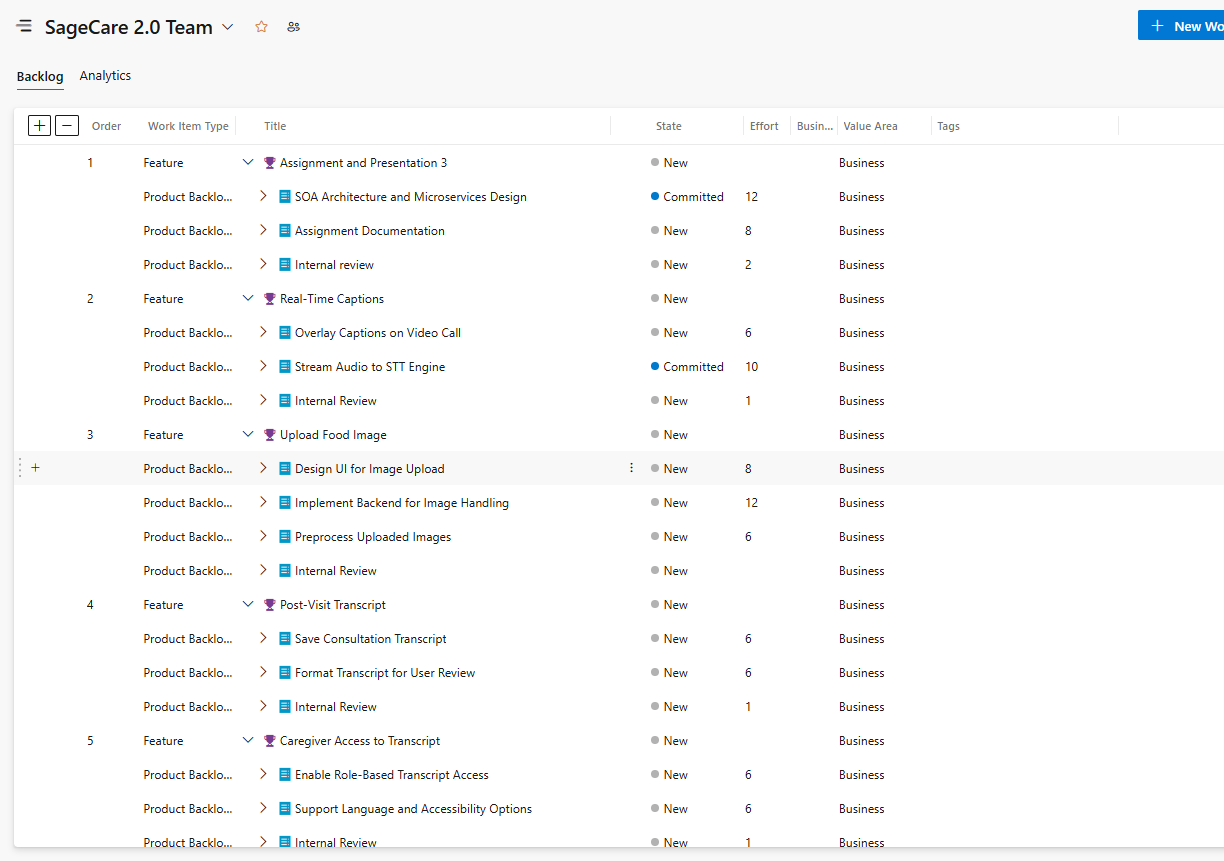 SageCare 2.0 Team
+ New Wo
Backlog Analytics
Order Work Item Type Title State Effort Busin... Value Area Tags
1 Feature Assignment and Presentation 3 New Business
Product Backlo... SOA Architecture and Microservices Design Committed 12 Business
Product Backlo... Assignment Documentation New 8 Business
Product Backlo... Internal review New 2 Business
2 Feature Real-Time Captions New Business
Product Backlo... Overlay Captions on Video Call New 6 Business
Product Backlo... Stream Audio to STT Engine Committed 10 Business
Product Backlo... Internal Review New 1 Business
3 Feature Upload Food Image New Business
Product Backlo... Design UI for Image Upload New 8 Business
Product Backlo... Implement Backend for Image Handling New 12 Business
Product Backlo... Preprocess Uploaded Images New 6 Business
Product Backlo... Internal Review New Business
4 Feature Post-Visit Transcript New Business
Product Backlo... Save Consultation Transcript New 6 Business
Product Backlo... Format Transcript for User Review New 6 Business
Product Backlo... Internal Review New 1 Business
5 Feature Caregiver Access to Transcript New Business
Product Backlo... Enable Role-Based Transcript Access New 6 Business
Product Backlo... Support Language and Accessibility Options New 6 Business
Product Backlo... Internal Review New 1 Business